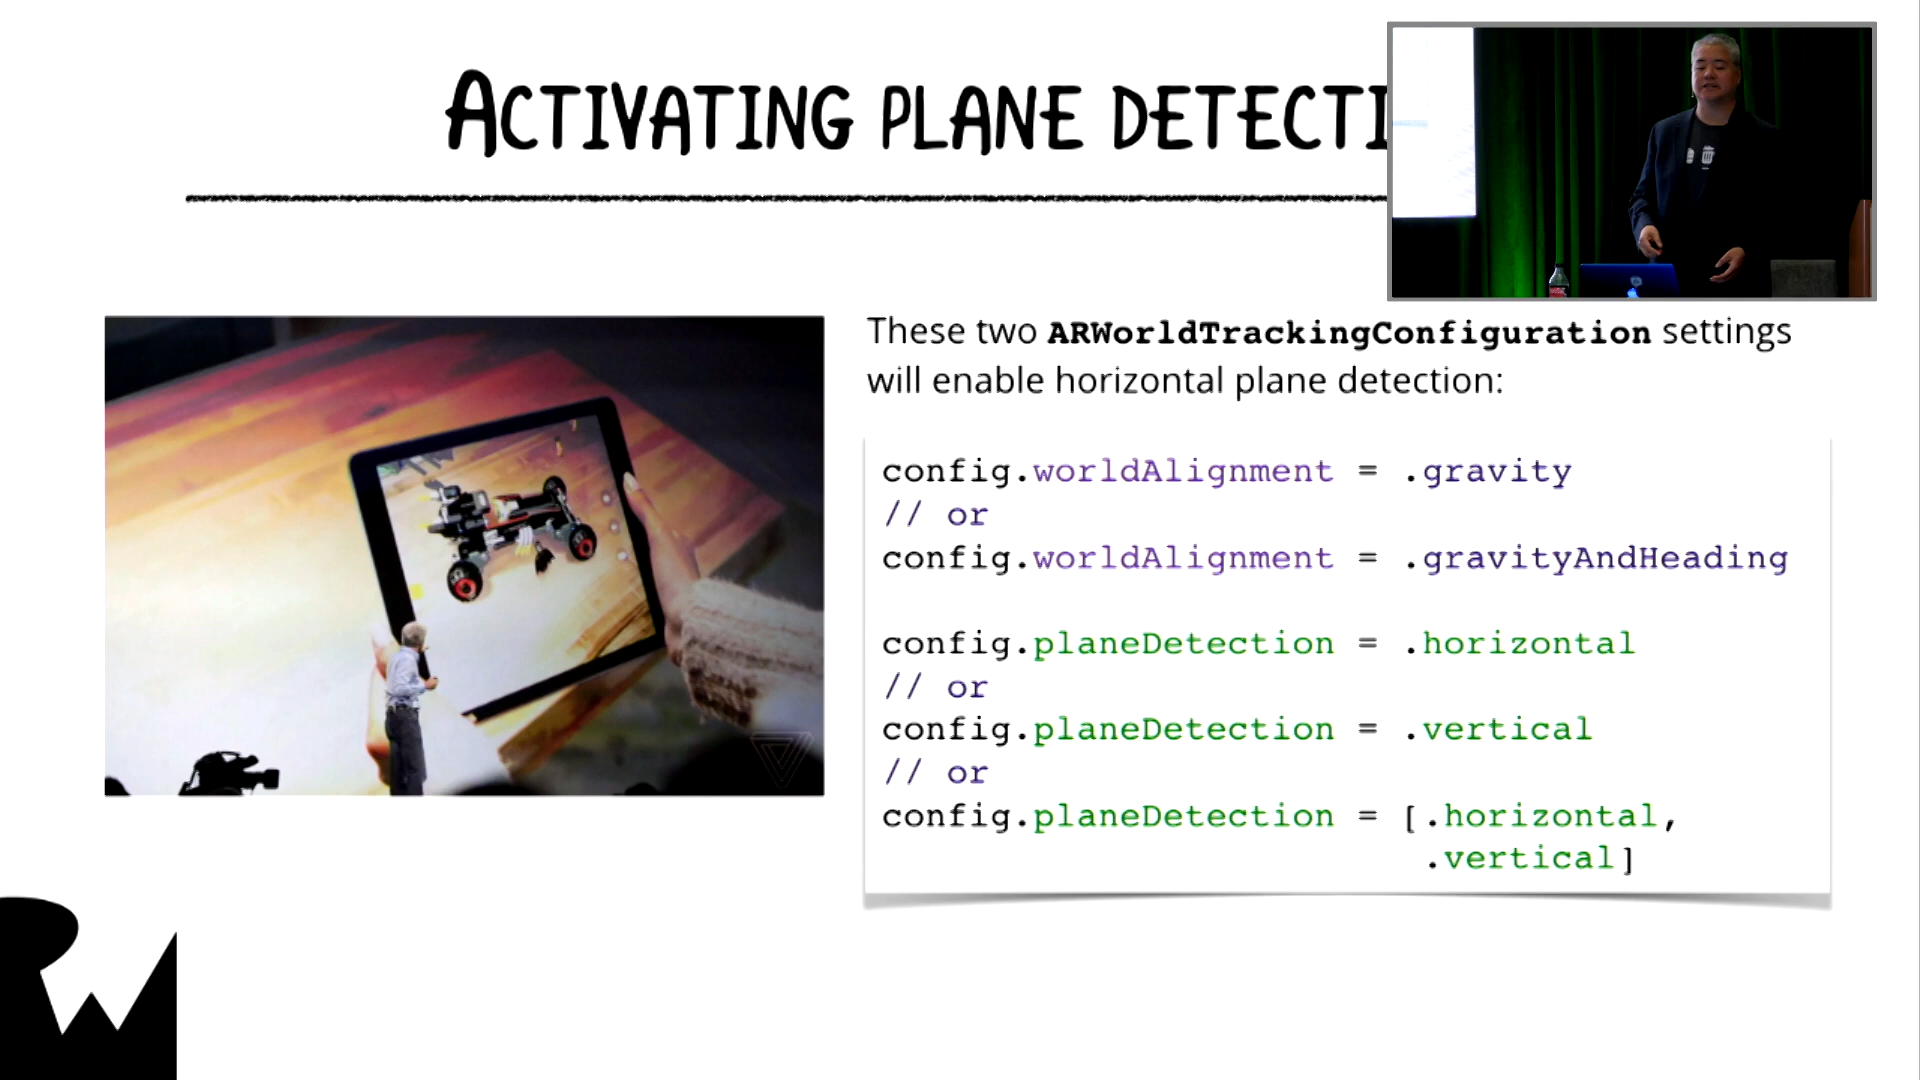 ACTIVATING PLANE DETECTI
These two ARWorldTrackingConfiguration settings
will enable horizontal plane detection:
config.worldAlignment = .gravity
// or
config.worldAlignment = .gravityAndHeading
config.planeDetection = .horizontal
// or
config.planeDetection = .vertical
// or
config.planeDetection = [.horizontal,
.vertical]
RW